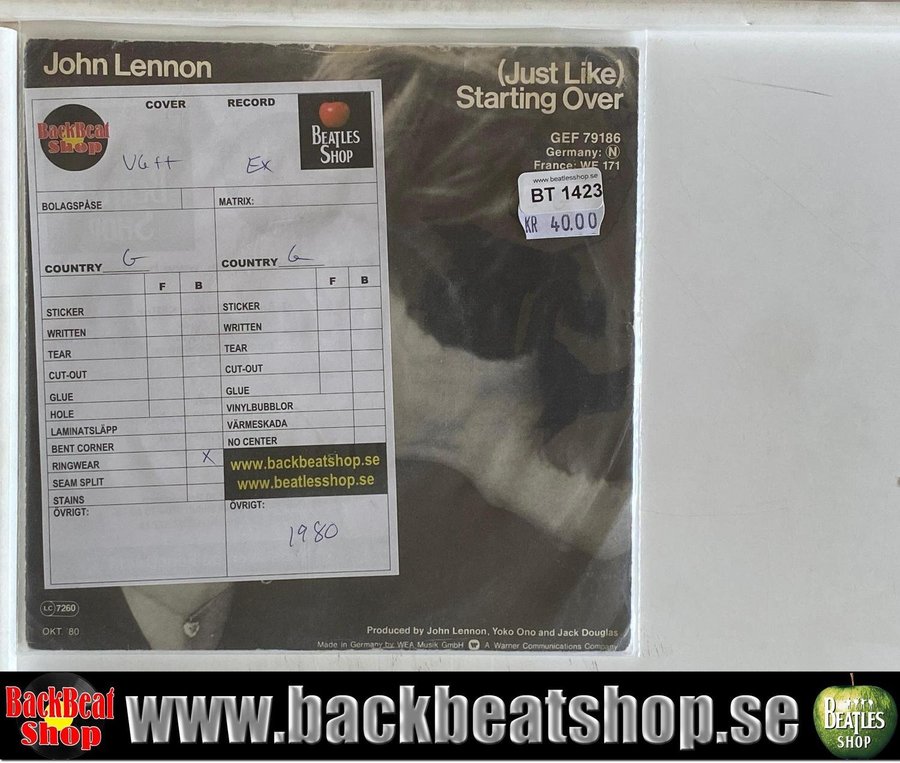 John Lennon
(Just Like)
Starting Over
GEF 79186
Germany: N
France: WE 171
www.beatlesshop.se
BT 1423
KR 40.00
COVER RECORD
BackBeat
Shop
BEATLES
SHOP
VG++ Ex
BOLAGSPÅSE
MATRIX:
COUNTRY G
COUNTRY G
F B
F B
STICKER
WRITTEN
TEAR
CUT-OUT
GLUE
HOLE
LAMINATSLÄPP
BENT CORNER
RINGWEAR X
SEAM SPLIT
STAINS
ÖVRIGT:
STICKER
WRITTEN
TEAR
CUT-OUT
GLUE
VINYLBUBBLOR
VÄRMESKADA
NO CENTER
www.backbeatshop.se
www.beatlesshop.se
ÖVRIGT:
1980
LC 7260
OKT. '80
Produced by John Lennon, Yoko Ono and Jack Douglas
Made in Germany by WEA Musik GmbH W A Warner Communications Company
BackBeat
Shop
www.backbeatshop.se
BEATLES
SHOP